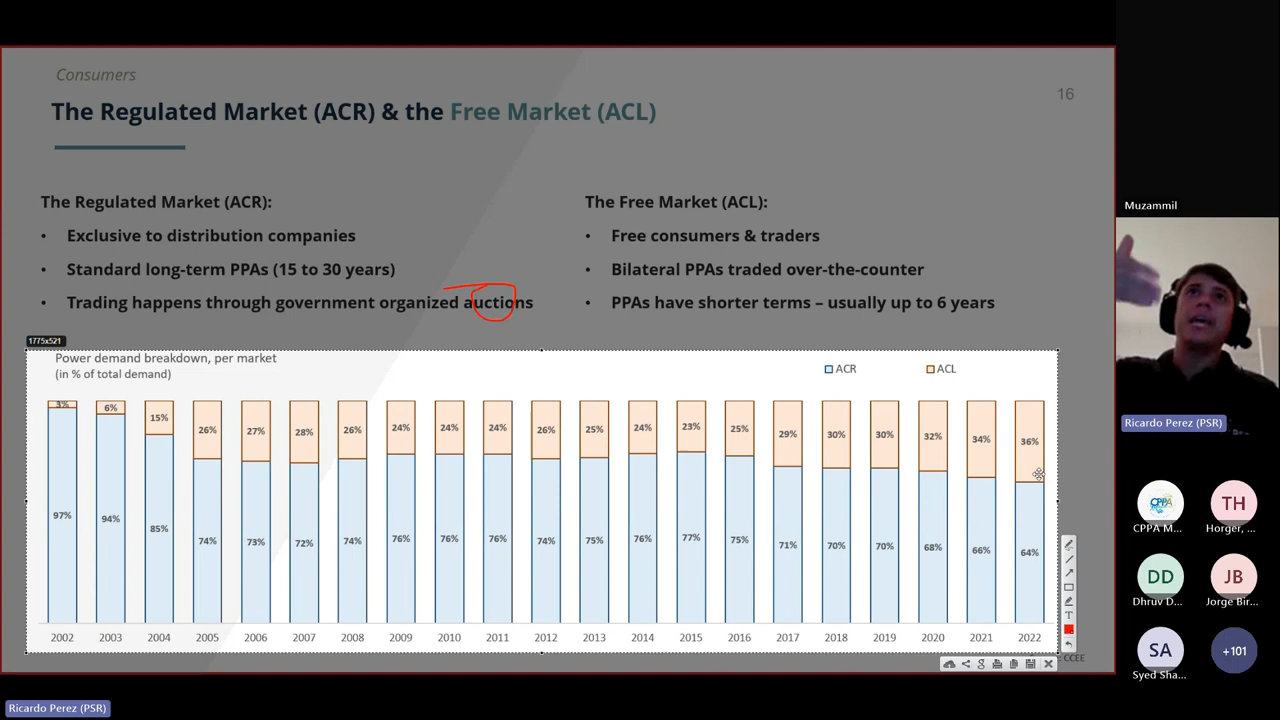 Consumers
The Regulated Market (ACR) & the Free Market (ACL)
16
The Regulated Market (ACR):
• Exclusive to distribution companies
• Standard long-term PPAs (15 to 30 years)
• Trading happens through government organized auctions
The Free Market (ACL):
• Free consumers & traders
• Bilateral PPAs traded over-the-counter
• PPAs have shorter terms – usually up to 6 years
1775x521
Power demand breakdown, per market
(in % of total demand)
ACR ACL
3% 6% 15% 26% 27% 28% 26% 24% 24% 24% 26% 25% 24% 23% 25% 29% 30% 30% 32% 34% 36%
97% 94% 85% 74% 73% 72% 74% 76% 76% 76% 74% 75% 76% 77% 75% 71% 70% 70% 68% 66% 64%
2002 2003 2004 2005 2006 2007 2008 2009 2010 2011 2012 2013 2014 2015 2016 2017 2018 2019 2020 2021 2022
CCEE
T
Muzammil
Ricardo Perez (PSR)
CPPA
CPPA M...
TH
Horger, ...
DD
Dhruv D...
JB
Jorge Bir...
SA
Syed Sha...
+101
Ricardo Perez (PSR)